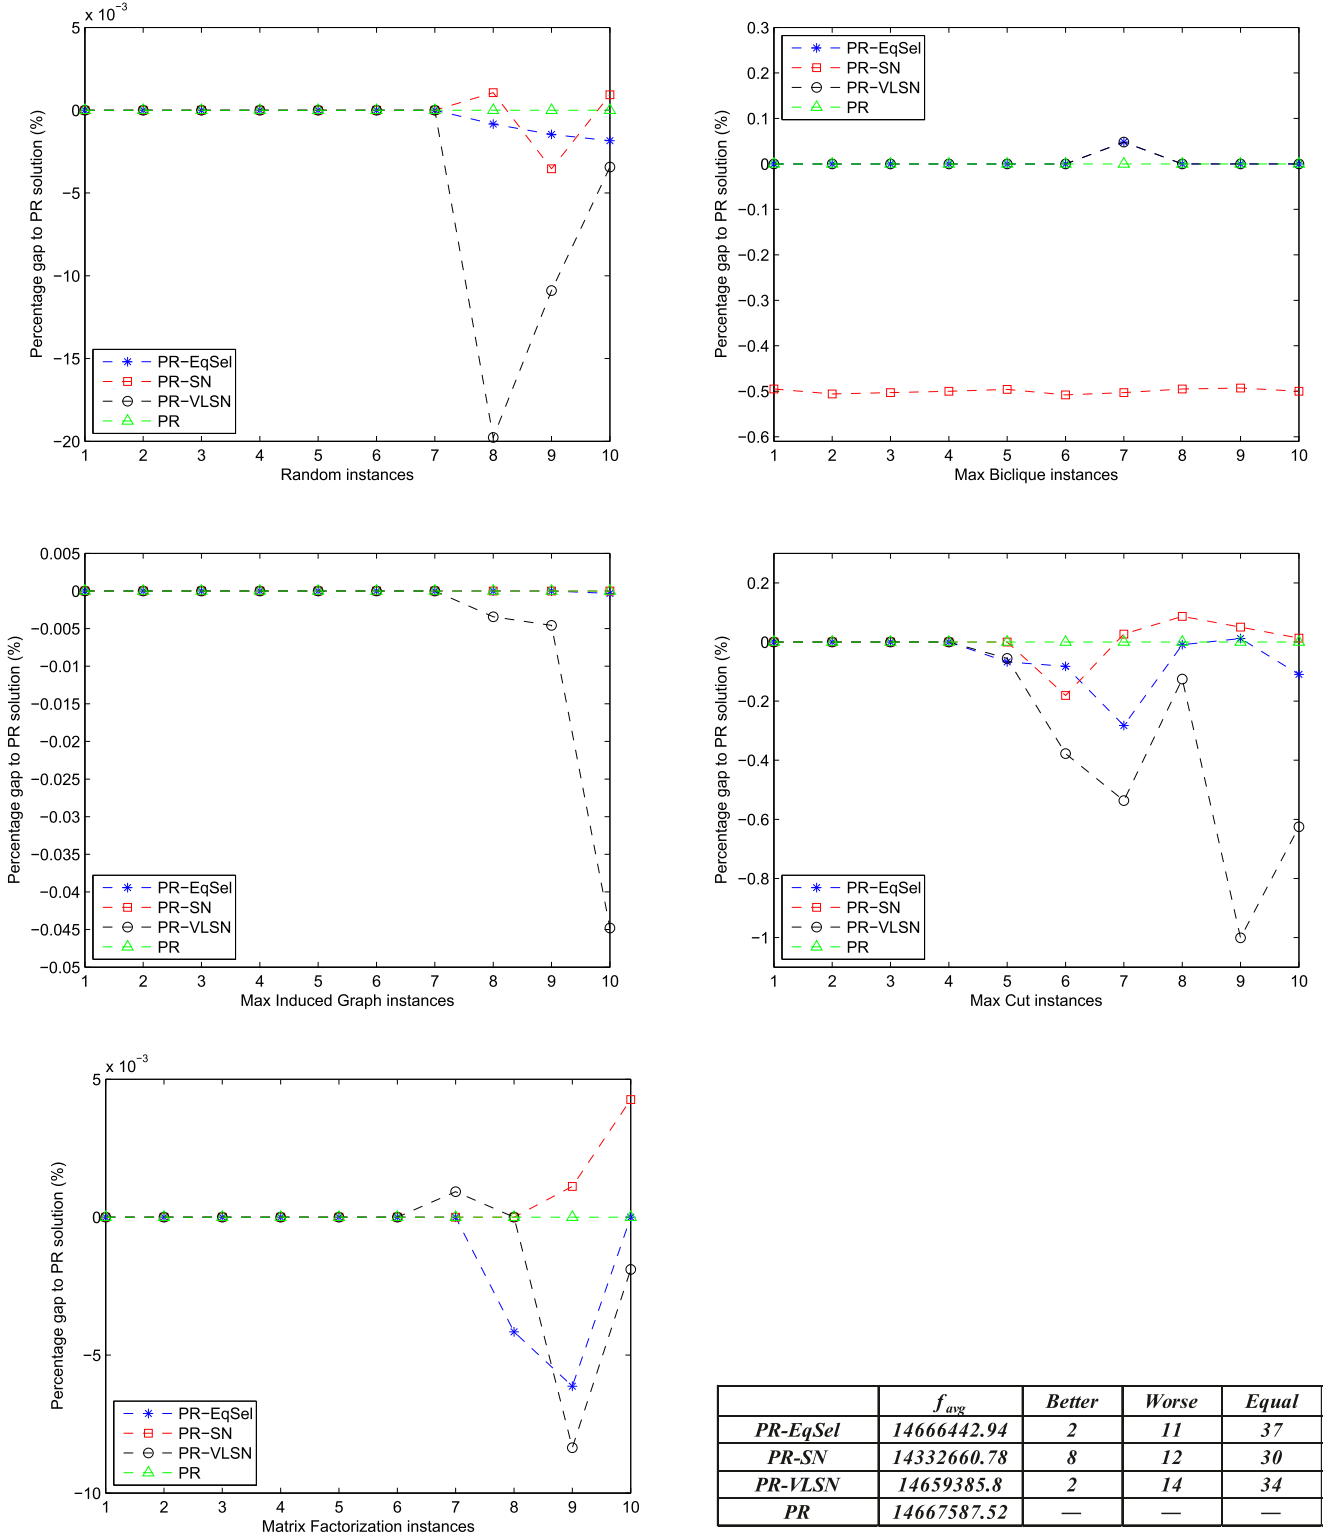 x 10−3
5
0
−5
−10
−15
−20
Percentage gap to PR solution (%)
PR−EqSel
PR−SN
PR−VLSN
PR
1 2 3 4 5 6 7 8 9 10
Random instances
0.3
0.2
0.1
0
−0.1
−0.2
−0.3
−0.4
−0.5
−0.6
Percentage gap to PR solution (%)
PR−EqSel
PR−SN
PR−VLSN
PR
1 2 3 4 5 6 7 8 9 10
Max Biclique instances
0.005
0
−0.005
−0.01
−0.015
−0.02
−0.025
−0.03
−0.035
−0.04
−0.045
−0.05
Percentage gap to PR solution (%)
PR−EqSel
PR−SN
PR−VLSN
PR
1 2 3 4 5 6 7 8 9 10
Max Induced Graph instances
0.2
0
−0.2
−0.4
−0.6
−0.8
−1
Percentage gap to PR solution (%)
PR−EqSel
PR−SN
PR−VLSN
PR
1 2 3 4 5 6 7 8 9 10
Max Cut instances
x 10−3
5
0
−5
−10
Percentage gap to PR solution (%)
PR−EqSel
PR−SN
PR−VLSN
PR
1 2 3 4 5 6 7 8 9 10
Matrix Factorization instances
favg Better Worse Equal
PR-EqSel 14666442.94 2 11 37
PR-SN 14332660.78 8 12 30
PR-VLSN 14659385.8 2 14 34
PR 14667587.52 — — —